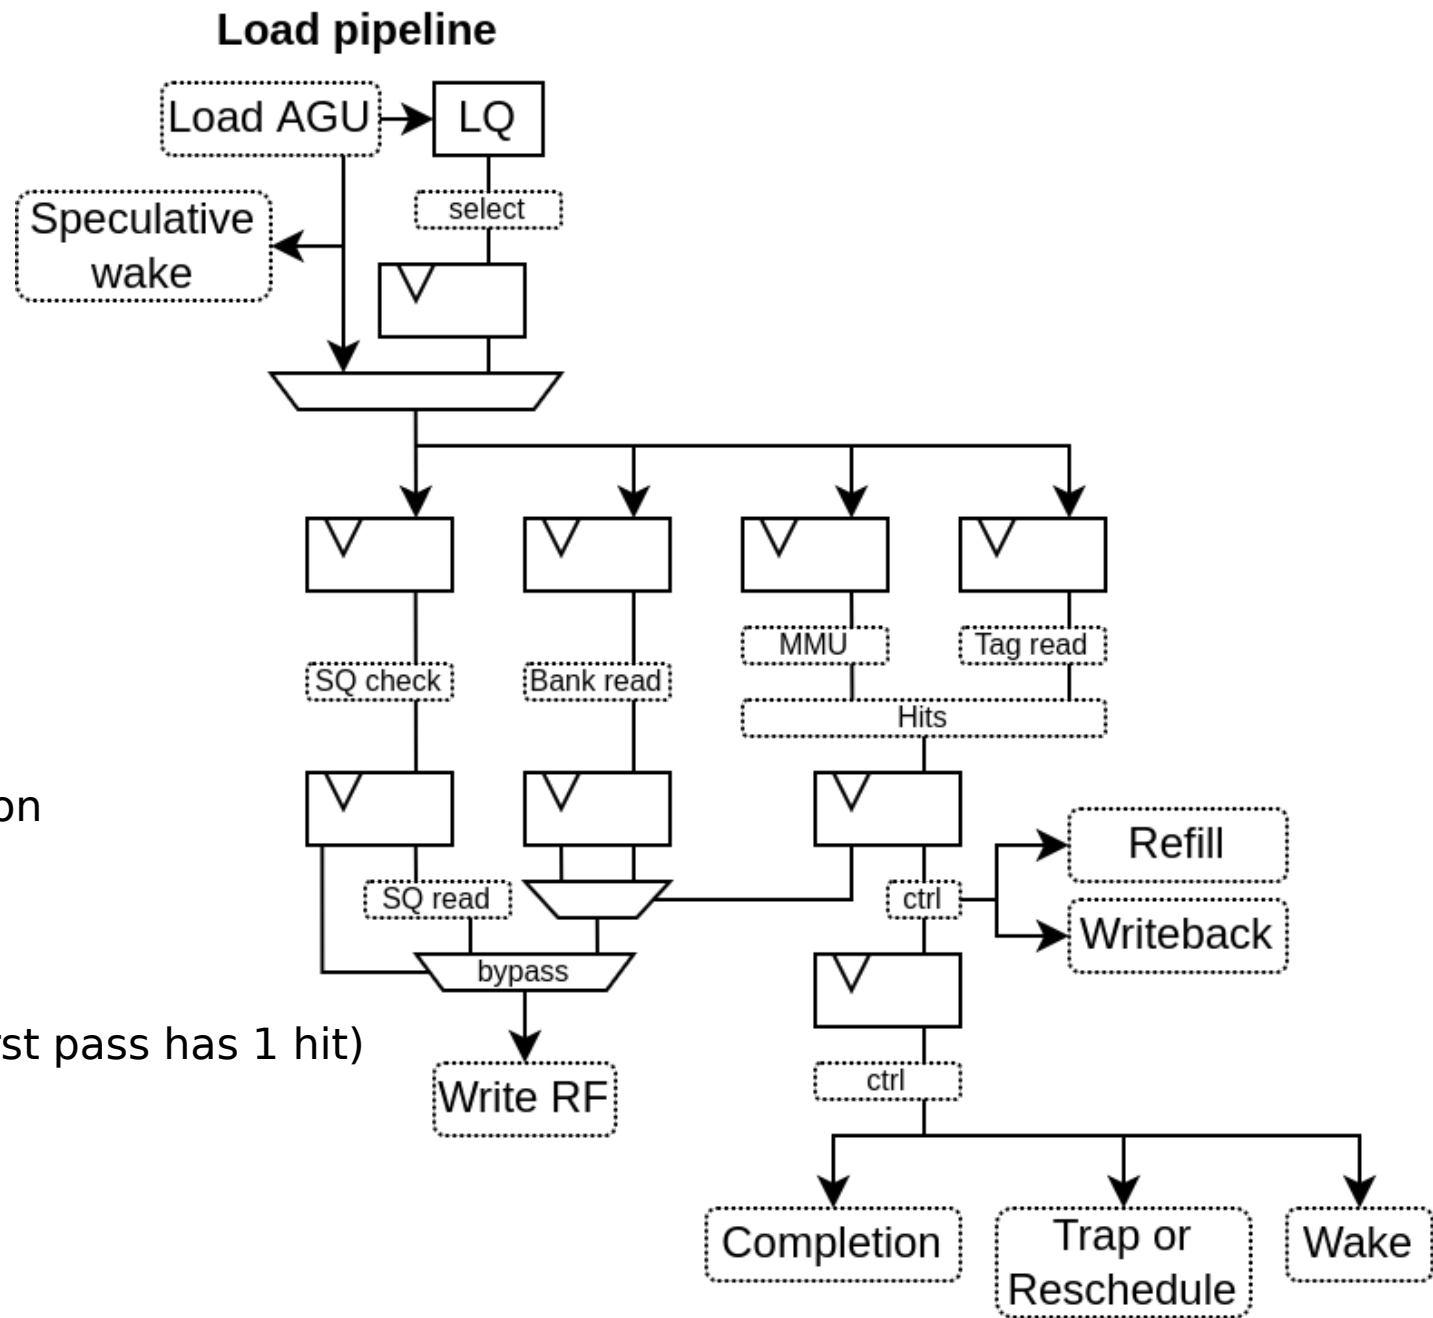 Load pipeline
Load AGU
LQ
select
Speculative
wake
MMU
Tag read
SQ check
Bank read
Hits
on
Refill
SQ read
ctrl
Writeback
bypass
st pass has 1 hit)
Write RF
ctrl
Completion
Trap or
Reschedule
Wake